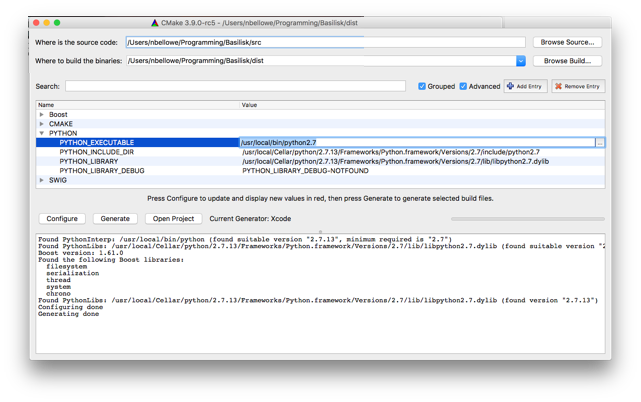 CMake 3.9.0-rc5 - /Users/nbellowe/Programming/Basilisk/dist
Where is the source code: /Users/nbellowe/Programming/Basilisk/src Browse Source...
Where to build the binaries: /Users/nbellowe/Programming/Basilisk/dist Browse Build...
Search: Grouped Advanced Add Entry Remove Entry
Name Value
Boost
CMAKE
PYTHON
PYTHON_EXECUTABLE /usr/local/bin/python2.7 ...
PYTHON_INCLUDE_DIR /usr/local/Cellar/python/2.7.13/Frameworks/Python.framework/Versions/2.7/include/python2.7
PYTHON_LIBRARY /usr/local/Cellar/python/2.7.13/Frameworks/Python.framework/Versions/2.7/lib/libpython2.7.dylib
PYTHON_LIBRARY_DEBUG PYTHON_LIBRARY_DEBUG-NOTFOUND
SWIG
Press Configure to update and display new values in red, then press Generate to generate selected build files.
Configure Generate Open Project Current Generator: Xcode
Found PythonInterp: /usr/local/bin/python (found suitable version "2.7.13", minimum required is "2.7")
Found PythonLibs: /usr/local/Cellar/python/2.7.13/Frameworks/Python.framework/Versions/2.7/lib/libpython2.7.dylib (found suitable version "2
Boost version: 1.61.0
Found the following Boost libraries:
filesystem
serialization
thread
system
chrono
Found PythonLibs: /usr/local/Cellar/python/2.7.13/Frameworks/Python.framework/Versions/2.7/lib/libpython2.7.dylib (found version "2.7.13")
Configuring done
Generating done